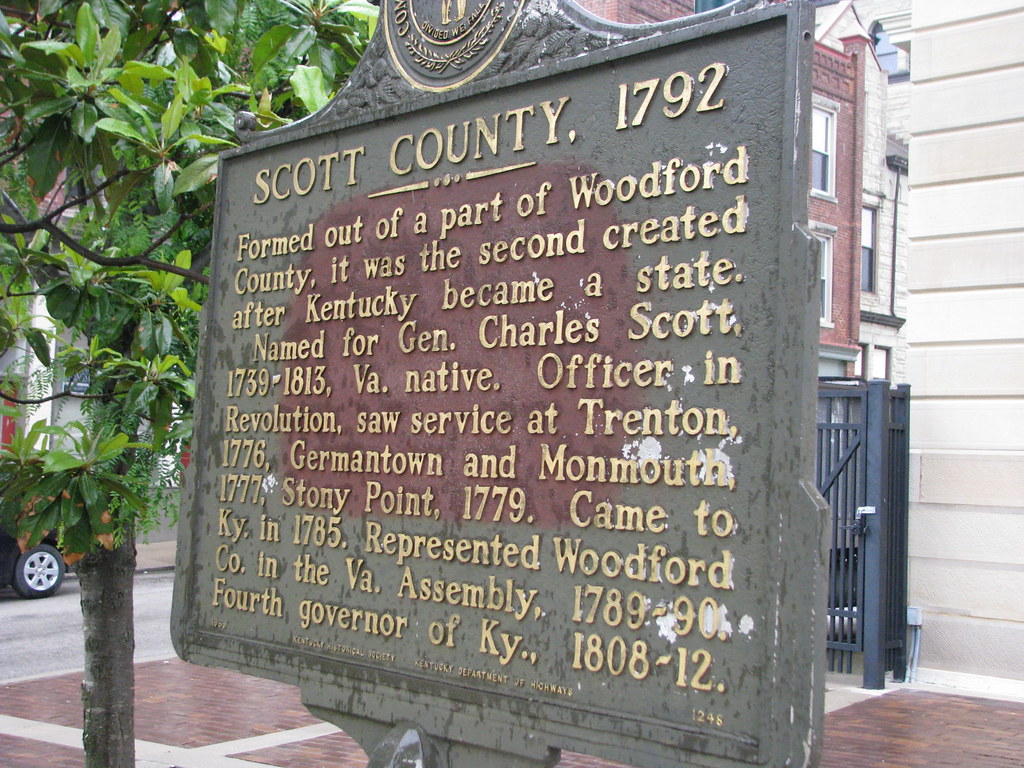 DIVIDED WE FALL
SCOTT COUNTY, 1792
Formed out of a part of Woodford
County, it was the second created
after Kentucky became a state.
Named for Gen. Charles Scott,
1739-1813, Va. native. Officer in
Revolution, saw service at Trenton,
1776, Germantown and Monmouth,
1777, Stony Point, 1779. Came to
Ky. in 1785. Represented Woodford
Co. in the Va. Assembly, 1789-90.
Fourth governor of Ky., 1808-12.
KENTUCKY HISTORICAL SOCIETY KENTUCKY DEPARTMENT OF HIGHWAYS
1248